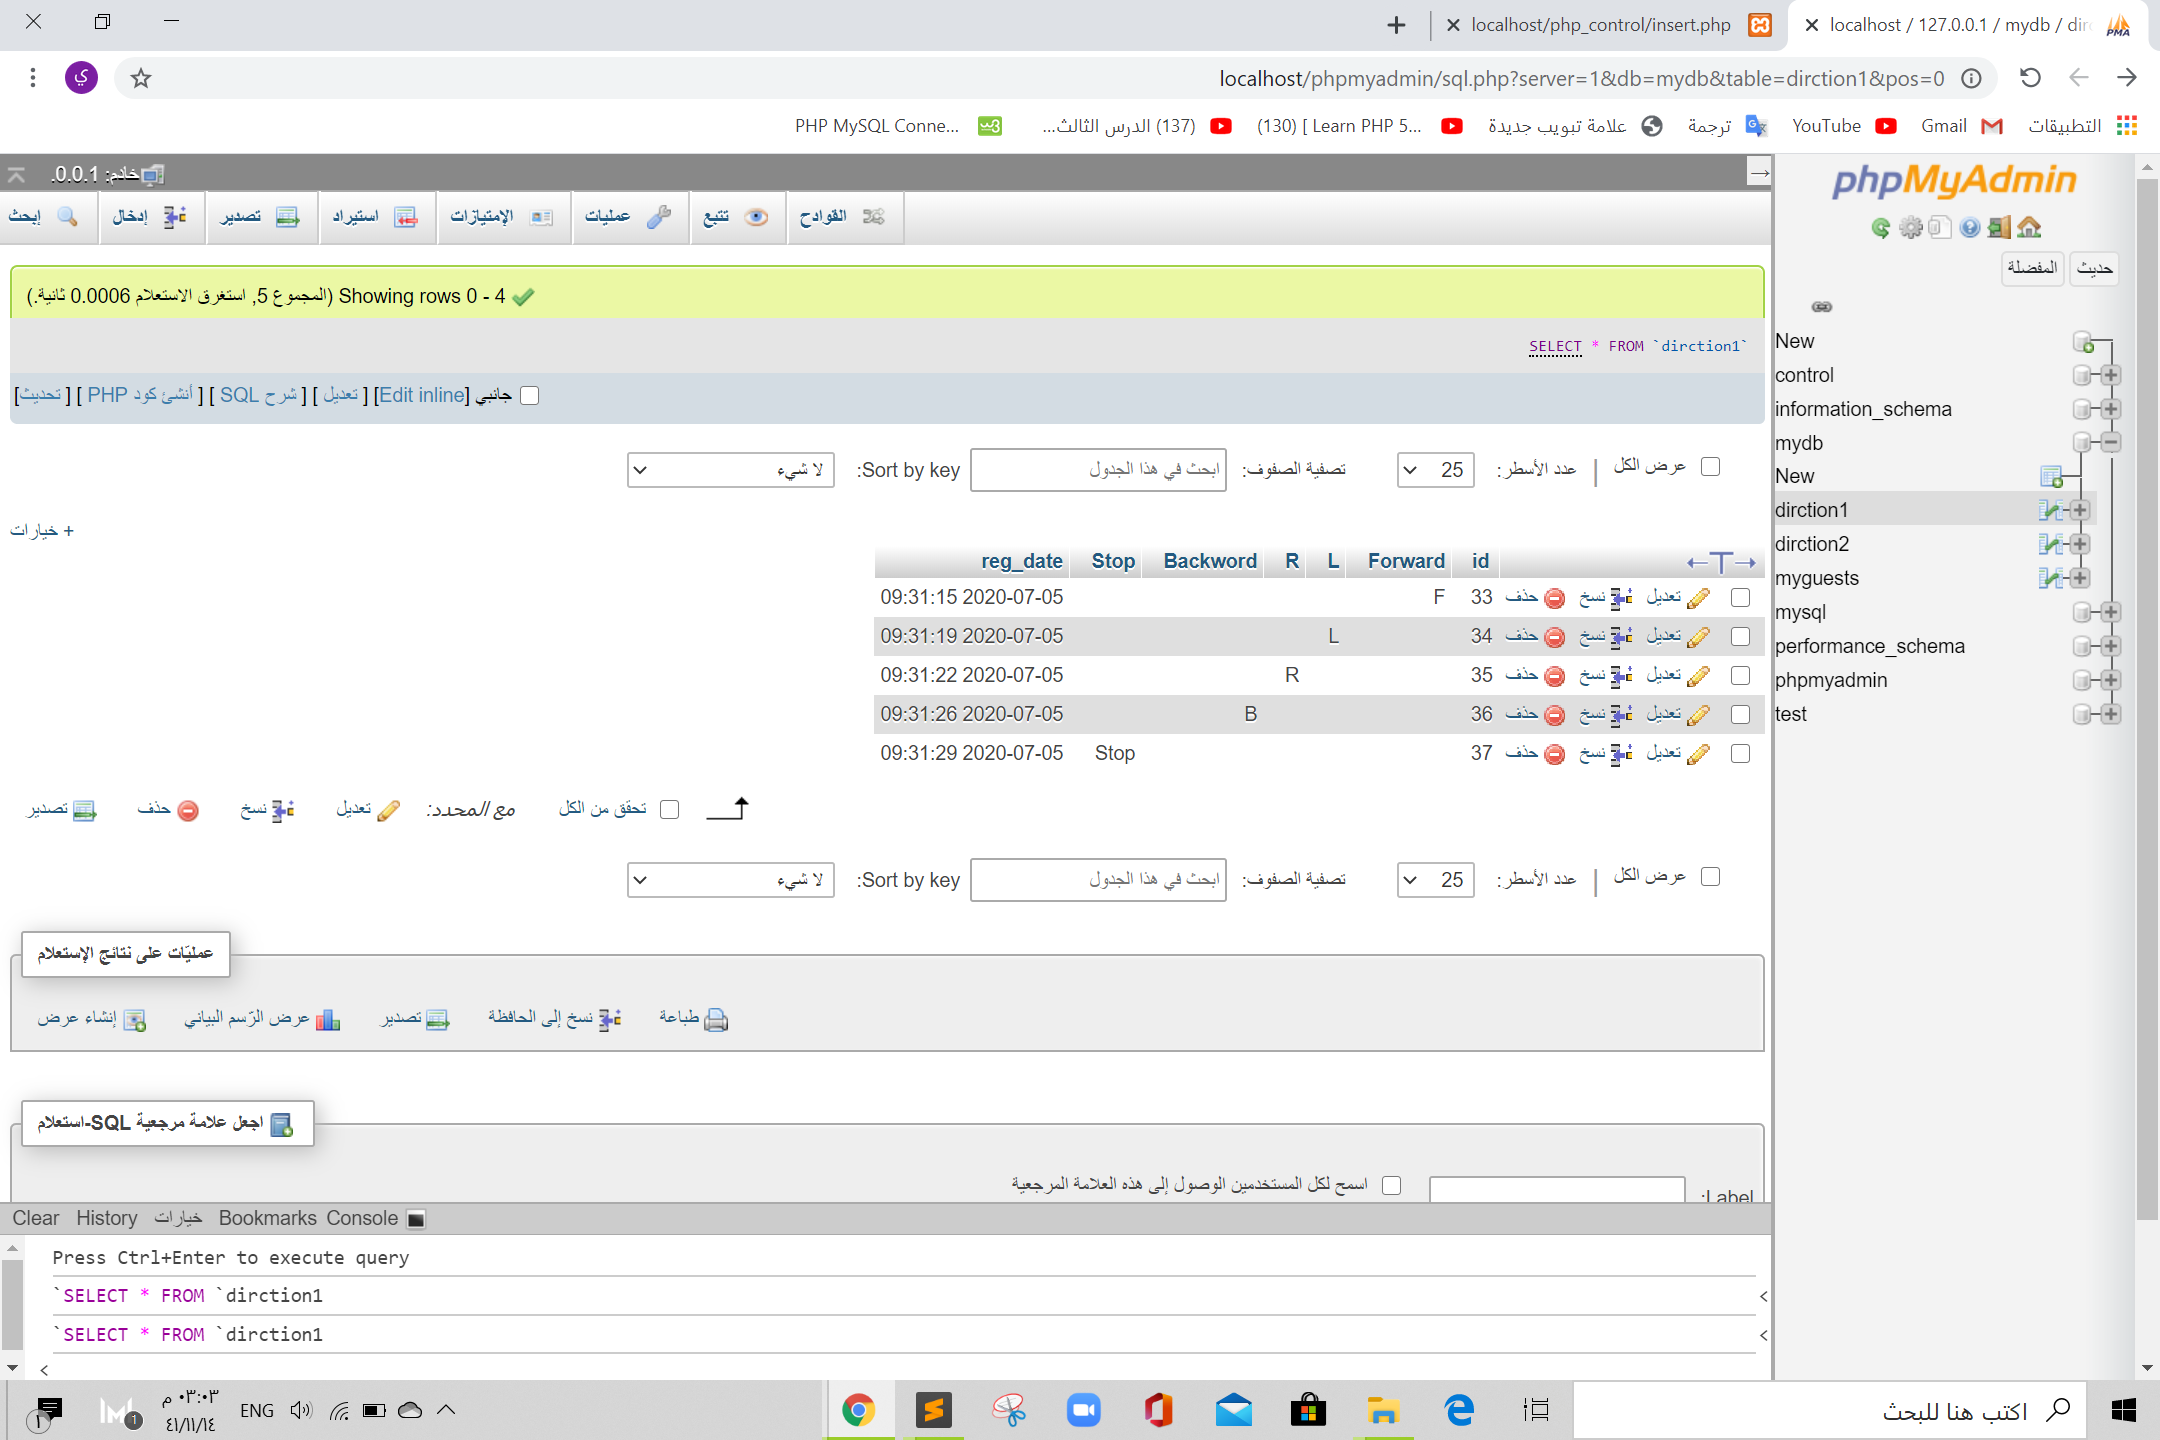 localhost / 127.0.0.1 / mydb / dir
localhost/php_control/insert.php
localhost/phpmyadmin/sql.php?server=1&db=mydb&table=dirction1&pos=0
ي
التطبيقات
Gmail
YouTube
ترجمة
علامة تبويب جديدة
(130) [ Learn PHP 5...
(137) الدرس الثالث...
PHP MySQL Conne...
phpMyAdmin
حديث
المفضلة
New
control
information_schema
mydb
New
dirction1
dirction2
myguests
mysql
performance_schema
phpmyadmin
test
خادم: 0.0.1.
القوادح
تتبع
عمليات
الإمتيازات
استيراد
تصدير
إدخال
إبحث
Showing rows 0 - 4 (المجموع 5, استغرق الاستعلام 0.0006 ثانية.)
SELECT * FROM `dirction1`
جانبي [Edit inline] [ تعديل ] [ شرح SQL ] [ أنشئ كود PHP ] [ تحديث]
عرض الكل | عدد الأسطر: 25 تصفية الصفوف: ابحث في هذا الجدول Sort by key: لا شيء
+ خيارات
←T→ id Forward L R Backword Stop reg_date
تعديل نسخ حذف 33 F 09:31:15 2020-07-05
تعديل نسخ حذف 34 L 09:31:19 2020-07-05
تعديل نسخ حذف 35 R 09:31:22 2020-07-05
تعديل نسخ حذف 36 B 09:31:26 2020-07-05
تعديل نسخ حذف 37 Stop 09:31:29 2020-07-05
تحقق من الكل مع المحدد: تعديل نسخ حذف تصدير
عرض الكل | عدد الأسطر: 25 تصفية الصفوف: ابحث في هذا الجدول Sort by key: لا شيء
عمليّات على نتائج الإستعلام
طباعة نسخ إلى الحافظة تصدير عرض الرّسم البياني إنشاء عرض
اجعل علامة مرجعية SQL-استعلام
Label: اسمح لكل المستخدمين الوصول إلى هذه العلامة المرجعية
Clear History خيارات Bookmarks Console
Press Ctrl+Enter to execute query
`SELECT * FROM `dirction1
`SELECT * FROM `dirction1
اكتب هنا للبحث
ENG
٠٣:٠٣ م
٤١/١١/١٤
1
١